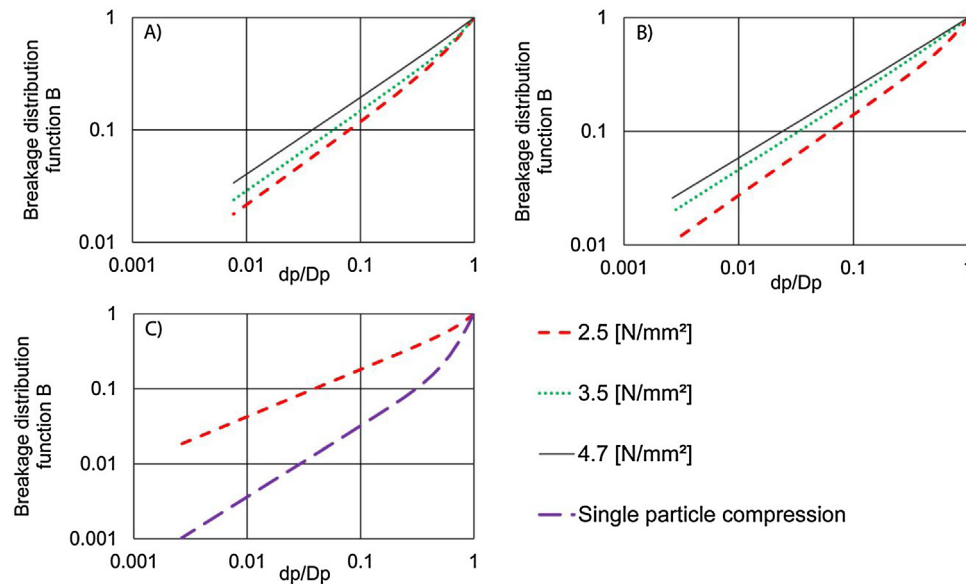 A)
Breakage distribution
function B
1
0.1
0.01
0.001
0.01
0.1
1
dp/Dp
B)
Breakage distribution
function B
1
0.1
0.01
0.001
0.01
0.1
1
dp/Dp
C)
Breakage distribution
function B
1
0.1
0.01
0.001
0.001
0.01
0.1
1
dp/Dp
2.5 [N/mm²]
3.5 [N/mm²]
4.7 [N/mm²]
Single particle compression